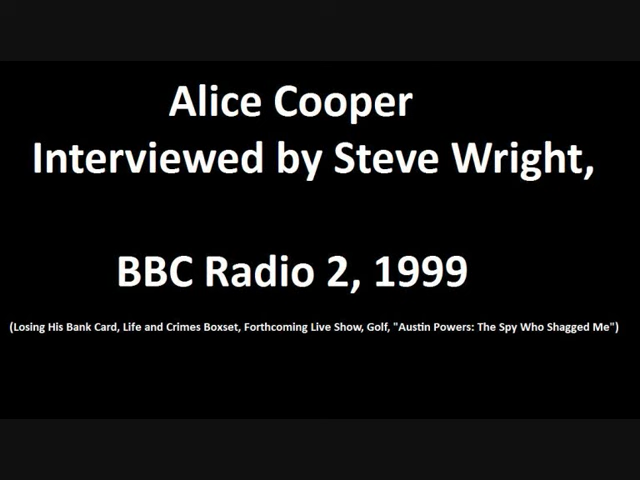 Alice Cooper
Interviewed by Steve Wright,
BBC Radio 2, 1999
(Losing His Bank Card, Life and Crimes Boxset, Forthcoming Live Show, Golf, "Austin Powers: The Spy Who Shagged Me")